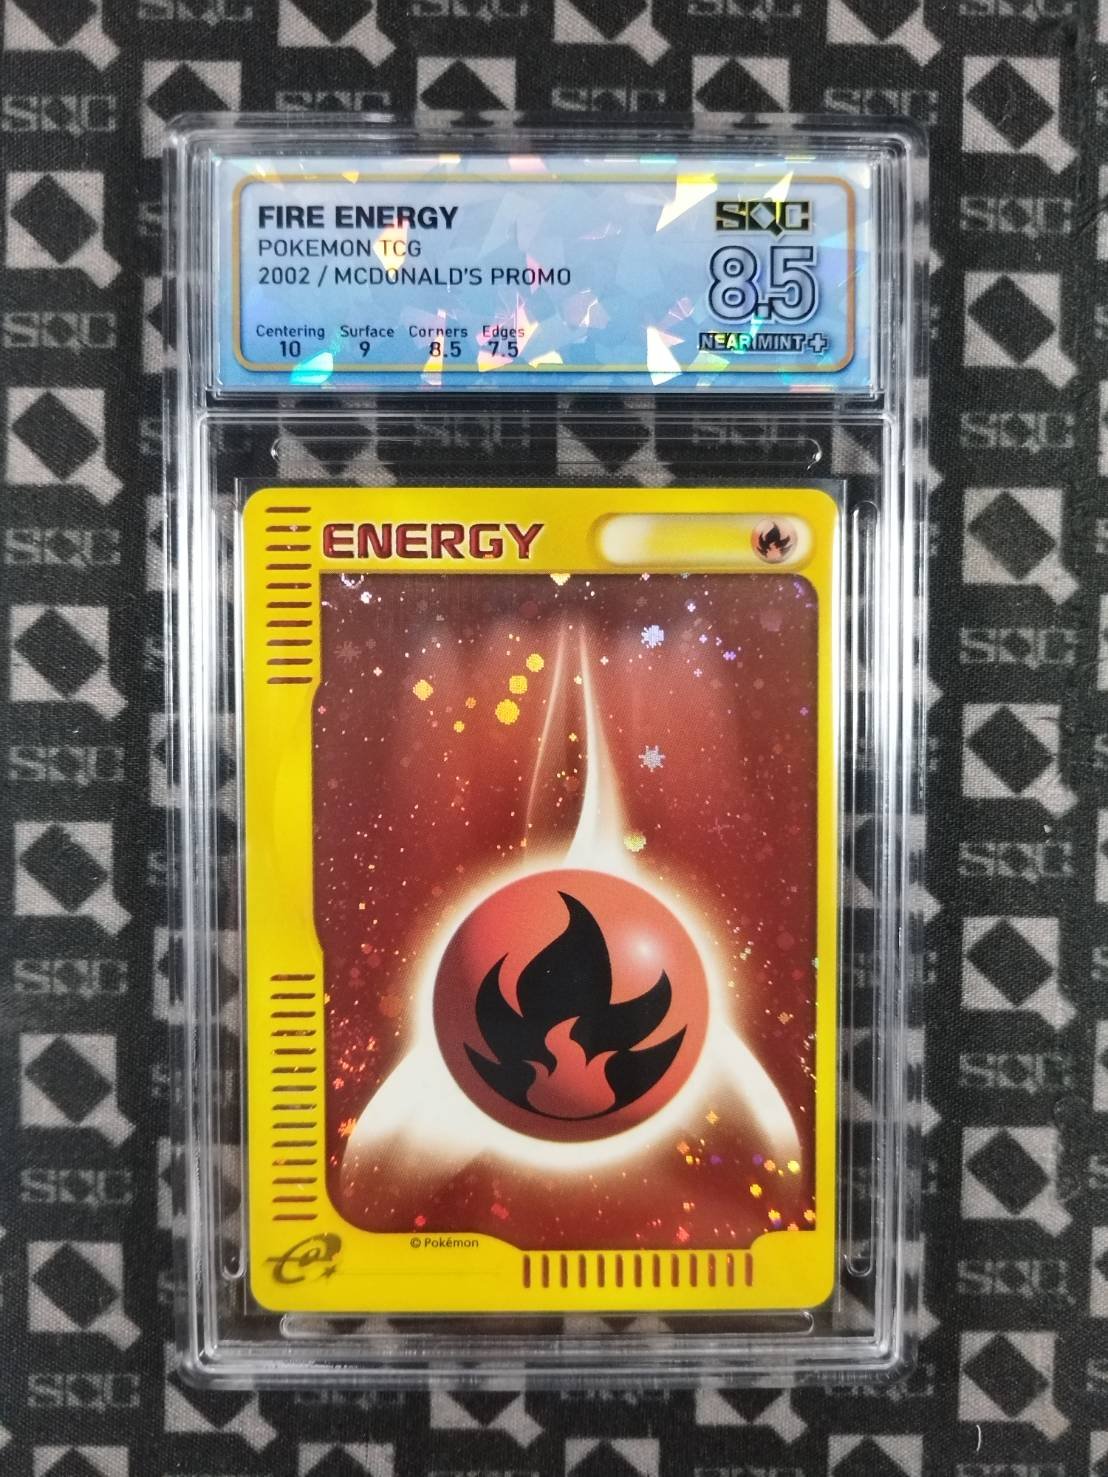 FIRE ENERGY
POKEMON TCG
2002 / MCDONALD'S PROMO
Centering Surface Corners Edges
10 9 8.5 7.5
SQC
8.5
NEAR MINT +
ENERGY
© Pokémon
e
SQC